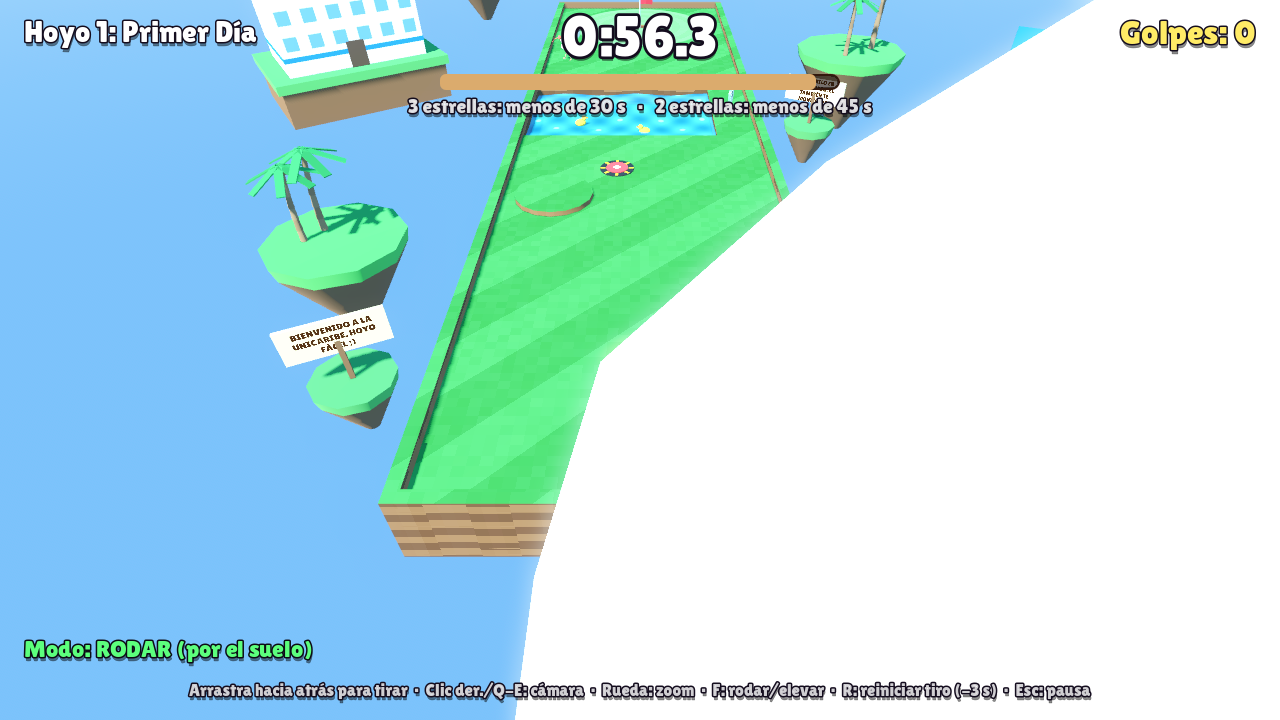 Hoyo 1: Primer Día
0:56.3
Golpes: 0
3 estrellas: menos de 30 s · 2 estrellas: menos de 45 s
BIENVENIDO A LA
UNICARIBE. HOYO
FÁCIL ;)
Modo: RODAR (por el suelo)
Arrastra hacia atrás para tirar · Clic der./Q-E: cámara · Rueda: zoom · F: rodar/elevar · R: reiniciar tiro (-3 s) · Esc: pausa